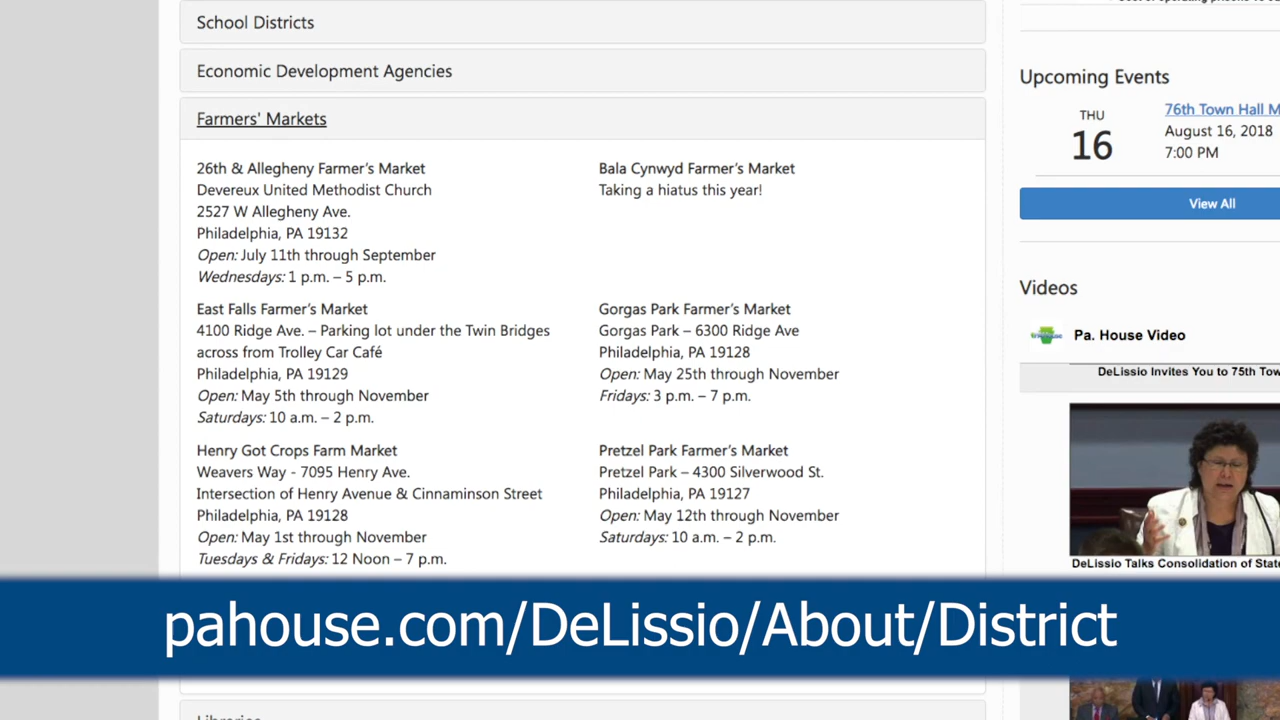 School Districts
Economic Development Agencies
Farmers' Markets
26th & Allegheny Farmer's Market
Devereux United Methodist Church
2527 W Allegheny Ave.
Philadelphia, PA 19132
Open: July 11th through September
Wednesdays: 1 p.m. – 5 p.m.
Bala Cynwyd Farmer's Market
Taking a hiatus this year!
East Falls Farmer's Market
4100 Ridge Ave. – Parking lot under the Twin Bridges
across from Trolley Car Café
Philadelphia, PA 19129
Open: May 5th through November
Saturdays: 10 a.m. – 2 p.m.
Gorgas Park Farmer's Market
Gorgas Park – 6300 Ridge Ave
Philadelphia, PA 19128
Open: May 25th through November
Fridays: 3 p.m. – 7 p.m.
Henry Got Crops Farm Market
Weavers Way - 7095 Henry Ave.
Intersection of Henry Avenue & Cinnaminson Street
Philadelphia, PA 19128
Open: May 1st through November
Tuesdays & Fridays: 12 Noon – 7 p.m.
Pretzel Park Farmer's Market
Pretzel Park – 4300 Silverwood St.
Philadelphia, PA 19127
Open: May 12th through November
Saturdays: 10 a.m. – 2 p.m.
Upcoming Events
THU
16
76th Town Hall M
August 16, 2018
7:00 PM
View All
Videos
Pa. House Video
DeLissio Invites You to 75th Tow
DeLissio Talks Consolidation of State
pahouse.com/DeLissio/About/District